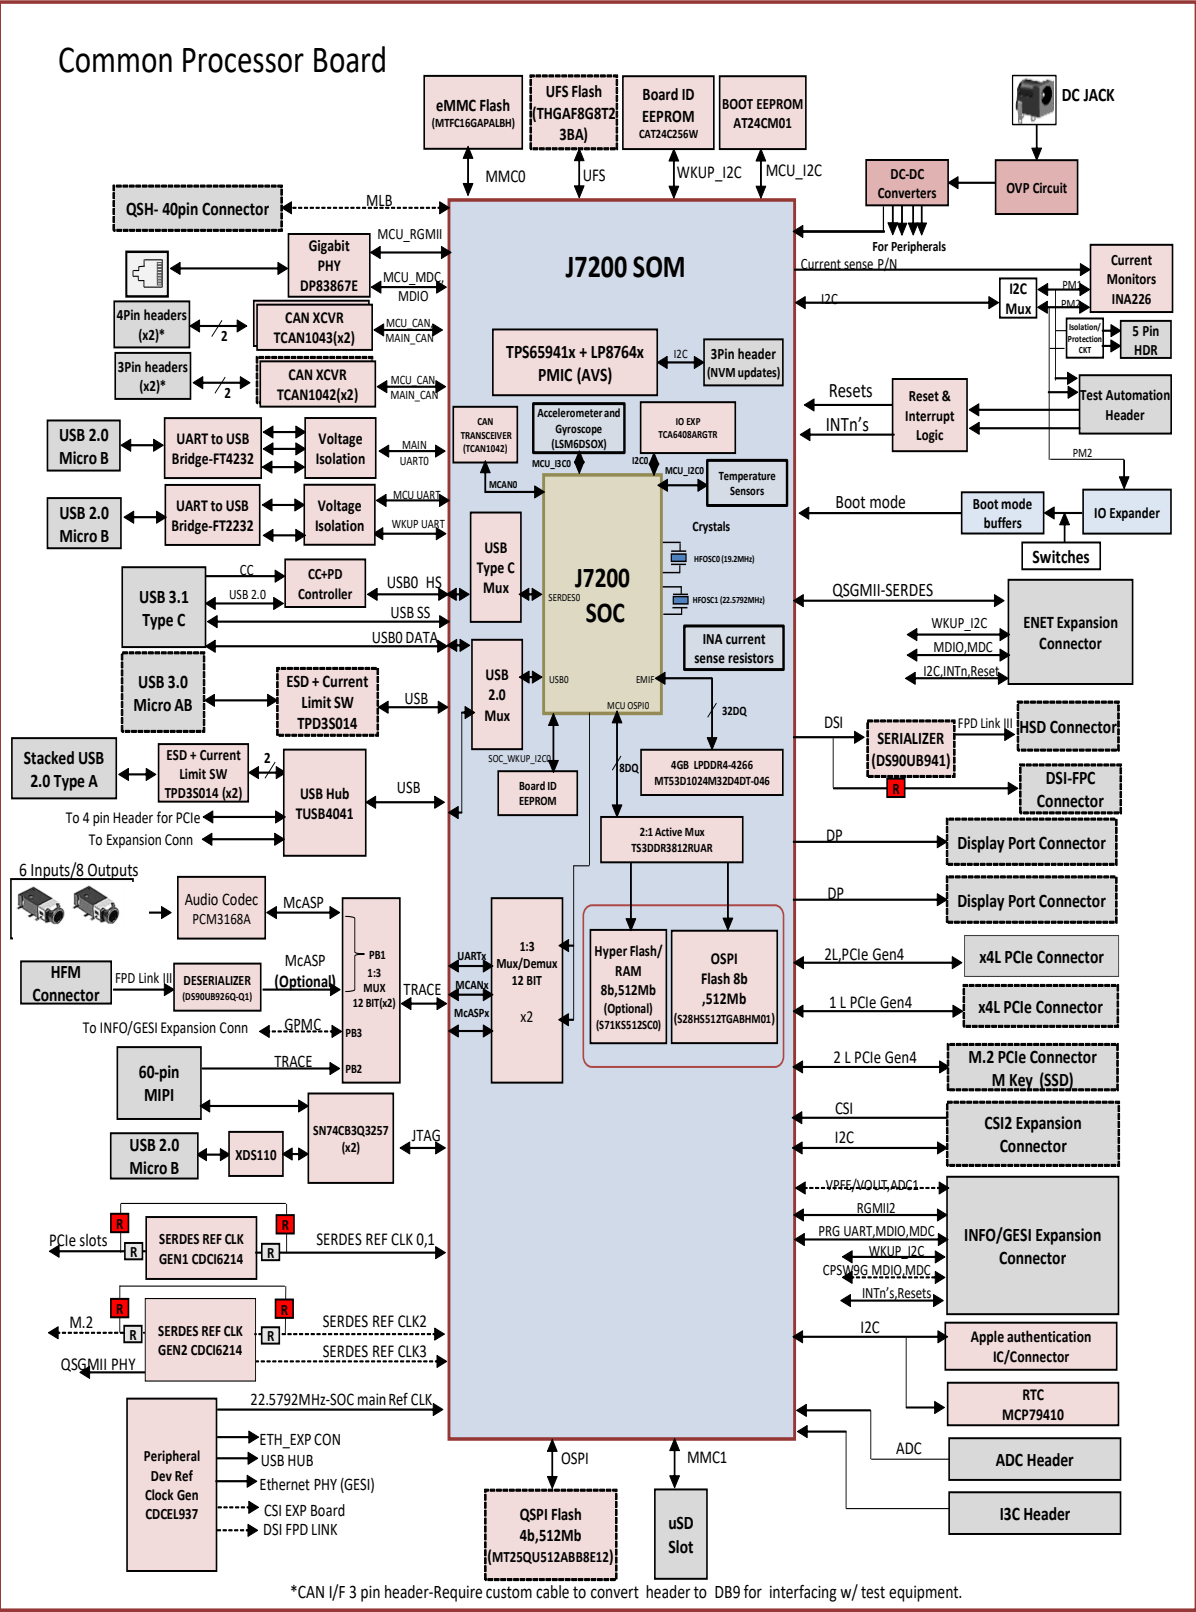 Common Processor Board
eMMC Flash
(MTFC16GAPALBH)
UFS Flash
(THGAF8G8T2
3BA)
Board ID
EEPROM
CAT24C256W
BOOT EEPROM
AT24CM01
DC JACK
MMC0
UFS
WKUP_I2C
MCU_I2C
DC-DC
Converters
OVP Circuit
For Peripherals
QSH- 40pin Connector
MLB
Gigabit
PHY
DP83867E
MCU_RGMII
MCU_MDC,
MDIO
4Pin headers
(x2)*
2
CAN XCVR
TCAN1043(x2)
MCU_CAN
MAIN_CAN
3Pin headers
(x2)*
2
CAN XCVR
TCAN1042(x2)
MCU_CAN
MAIN_CAN
USB 2.0
Micro B
UART to USB
Bridge-FT4232
Voltage
Isolation
MAIN
UART0
USB 2.0
Micro B
UART to USB
Bridge-FT2232
Voltage
Isolation
MCU UART
WKUP UART
USB 3.1
Type C
CC
USB 2.0
CC+PD
Controller
USB0 HS
USB SS
USB0 DATA
USB 3.0
Micro AB
ESD + Current
Limit SW
TPD3S014
USB
Stacked USB
2.0 Type A
ESD + Current
Limit SW
TPD3S014 (x2)
2
USB Hub
TUSB4041
USB
To 4 pin Header for PCIe
To Expansion Conn
6 Inputs/8 Outputs
Audio Codec
PCM3168A
McASP
HFM
Connector
FPD Link III
DESERIALIZER
(DS90UB926Q-Q1)
McASP
(Optional)
PB1
1:3
MUX
12 BIT(x2)
PB3
PB2
TRACE
To INFO/GESI Expansion Conn
GPMC
60-pin
MIPI
TRACE
SN74CB3Q3257
(x2)
JTAG
USB 2.0
Micro B
XDS110
R
R
PCIe slots
R
SERDES REF CLK
GEN1 CDCI6214
R
SERDES REF CLK 0,1
R
R
M.2
R
SERDES REF CLK
GEN2 CDCI6214
R
SERDES REF CLK2
SERDES REF CLK3
QSGMII PHY
22.5792MHz-SOC main Ref CLK
Peripheral
Dev Ref
Clock Gen
CDCEL937
ETH_EXP CON
USB HUB
Ethernet PHY (GESI)
CSI EXP Board
DSI FPD LINK
J7200 SOM
TPS65941x + LP8764x
PMIC (AVS)
I2C
3Pin header
(NVM updates)
CAN
TRANSCEIVER
(TCAN1042)
Accelerometer and
Gyroscope
(LSM6DSOX)
IO EXP
TCA6408ARGTR
MCU_I3C0
I2C0
MCU_I2C0
MCAN0
Temperature
Sensors
Crystals
HFOSC0 (19.2MHz)
HFOSC1 (22.5792MHz)
USB
Type C
Mux
SERDES0
J7200
SOC
INA current
sense resistors
USB
2.0
Mux
USB0
EMIF
MCU OSPI0
32DQ
SOC_WKUP_I2C0
8DQ
Board ID
EEPROM
4GB LPDDR4-4266
MT53D1024M32D4DT-046
2:1 Active Mux
TS3DDR3812RUAR
UARTx
MCANx
McASPx
1:3
Mux/Demux
12 BIT
x2
Hyper Flash/
RAM
8b,512Mb
(Optional)
(S71KS512SC0)
OSPI
Flash 8b
,512Mb
(S28HS512TGABHM01)
Current sense P/N
Current
Monitors
INA226
I2C
I2C
Mux
PM1
PM2
Isolation/
Protection
CKT
5 Pin
HDR
Resets
INTn's
Reset &
Interrupt
Logic
Test Automation
Header
PM2
Boot mode
Boot mode
buffers
IO Expander
Switches
QSGMII-SERDES
WKUP_I2C
MDIO,MDC
I2C,INTn,Reset
ENET Expansion
Connector
DSI
SERIALIZER
(DS90UB941)
FPD Link III
HSD Connector
R
DSI-FPC
Connector
DP
Display Port Connector
DP
Display Port Connector
2L,PCIe Gen4
x4L PCIe Connector
1 L PCIe Gen4
x4L PCIe Connector
2 L PCIe Gen4
M.2 PCIe Connector
M Key (SSD)
CSI
I2C
CSI2 Expansion
Connector
VPFE/VOUT,ADC1
RGMII2
PRG UART,MDIO,MDC
WKUP_I2C
CPSW9G MDIO,MDC
INTn's,Resets
INFO/GESI Expansion
Connector
I2C
Apple authentication
IC/Connector
RTC
MCP79410
ADC
ADC Header
I3C Header
OSPI
MMC1
QSPI Flash
4b,512Mb
(MT25QU512ABB8E12)
uSD
Slot
*CAN I/F 3 pin header-Require custom cable to convert header to DB9 for interfacing w/ test equipment.